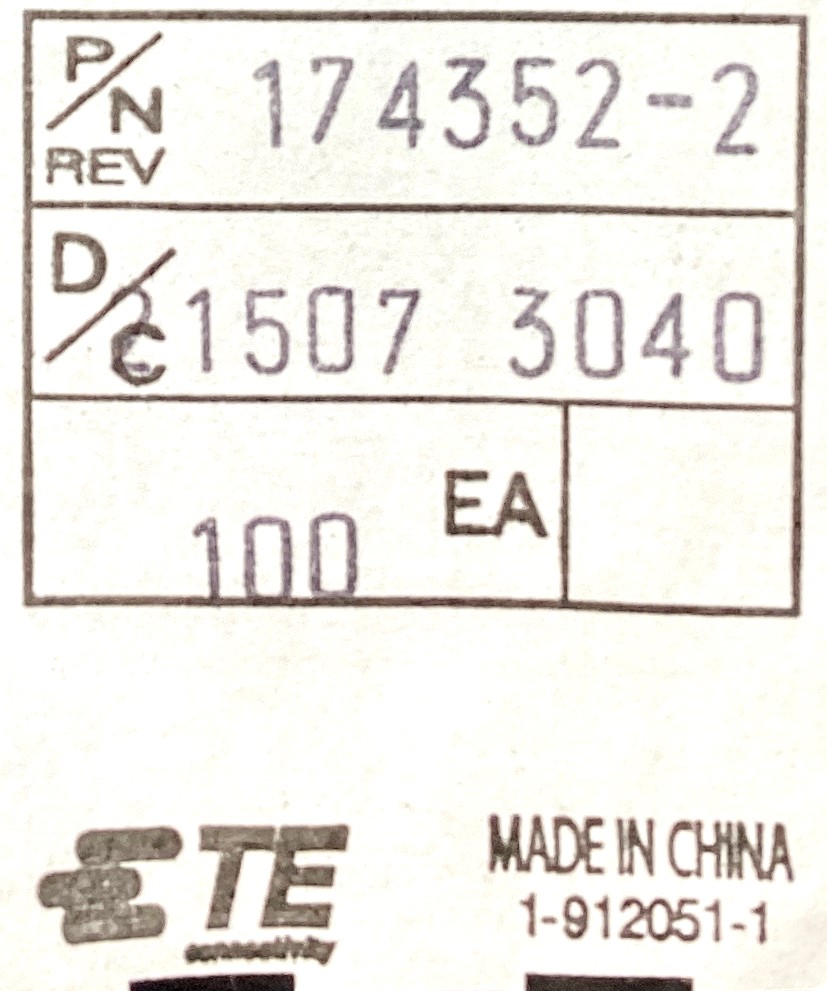 P/N 174352-2
REV
D/C 21507 3040
100 EA
TE
connectivity
MADE IN CHINA
1-912051-1